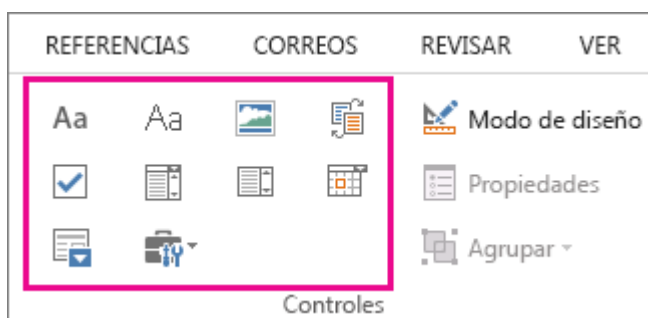 REFERENCIAS CORREOS REVISAR VER
Aa Aa Modo de diseño
Propiedades
Agrupar
Controles